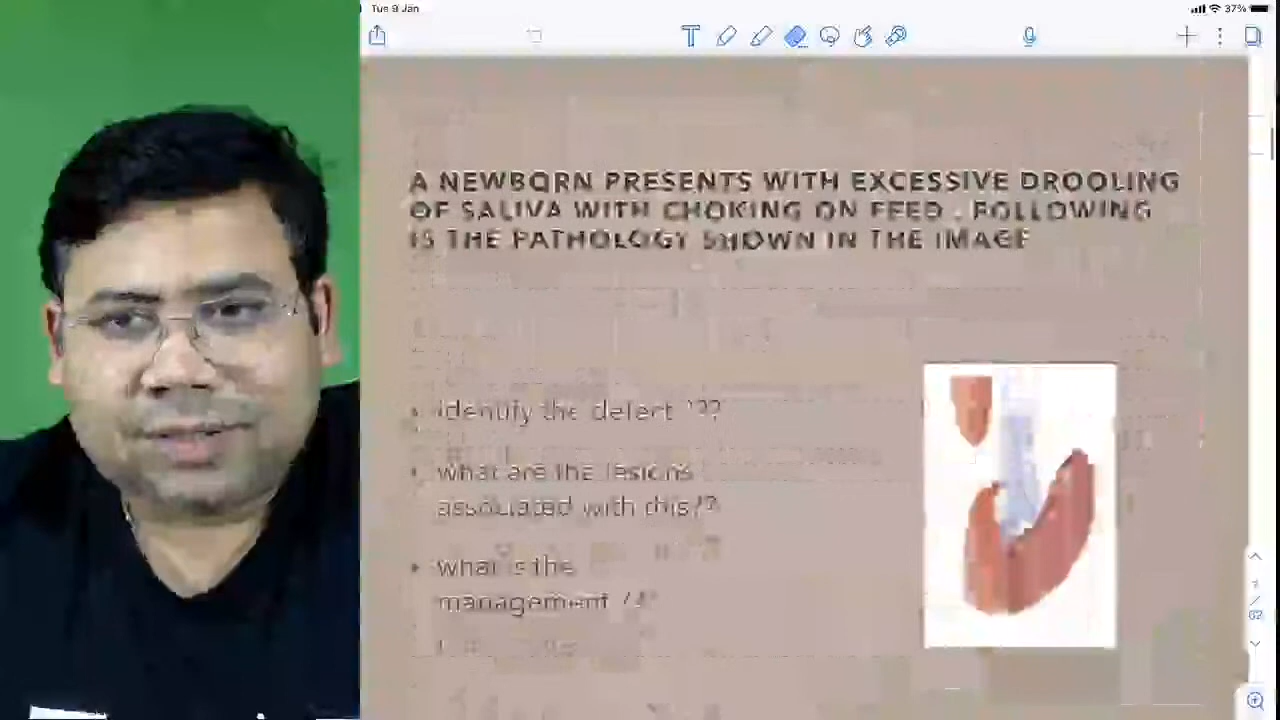 Tue 9 Jan
37%
T
A NEWBORN PRESENTS WITH EXCESSIVE DROOLING
OF SALIVA WITH CHOKING ON FEED . FOLLOWING
IS THE PATHOLOGY SHOWN IN THE IMAGE
• identify the defect ???
• what are the lesions
associated with this??
• what is the
management
62